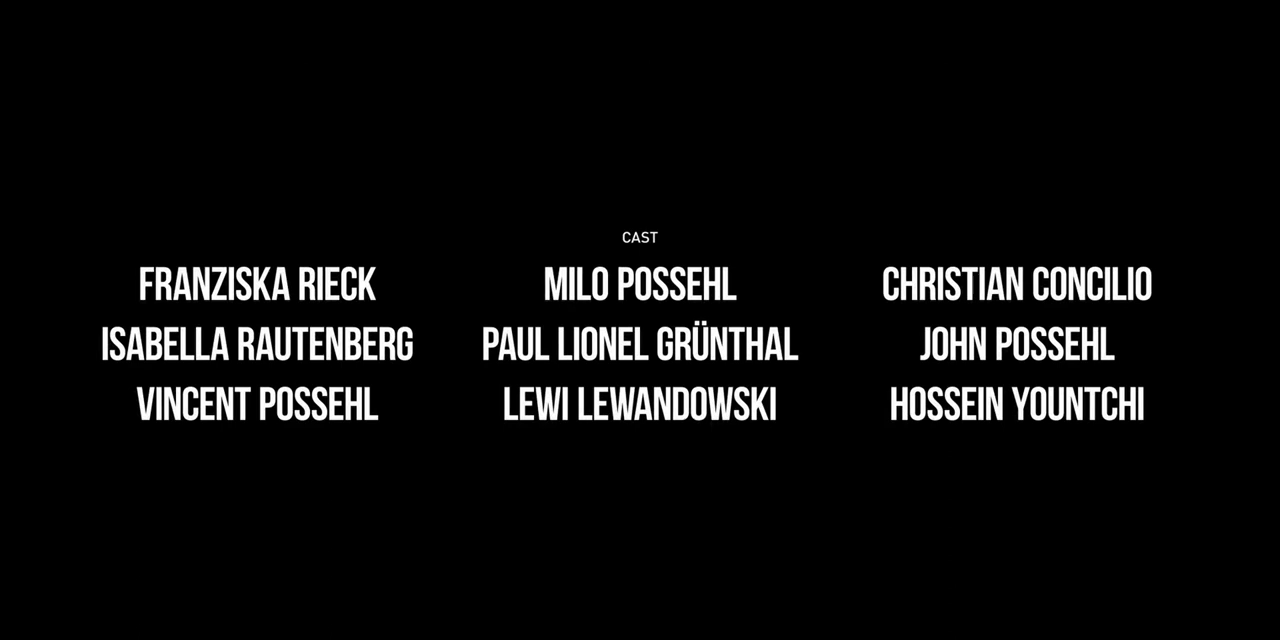 CAST
FRANZISKA RIECK MILO POSSEHL CHRISTIAN CONCILIO
ISABELLA RAUTENBERG PAUL LIONEL GRÜNTHAL JOHN POSSEHL
VINCENT POSSEHL LEWI LEWANDOWSKI HOSSEIN YOUNTCHI